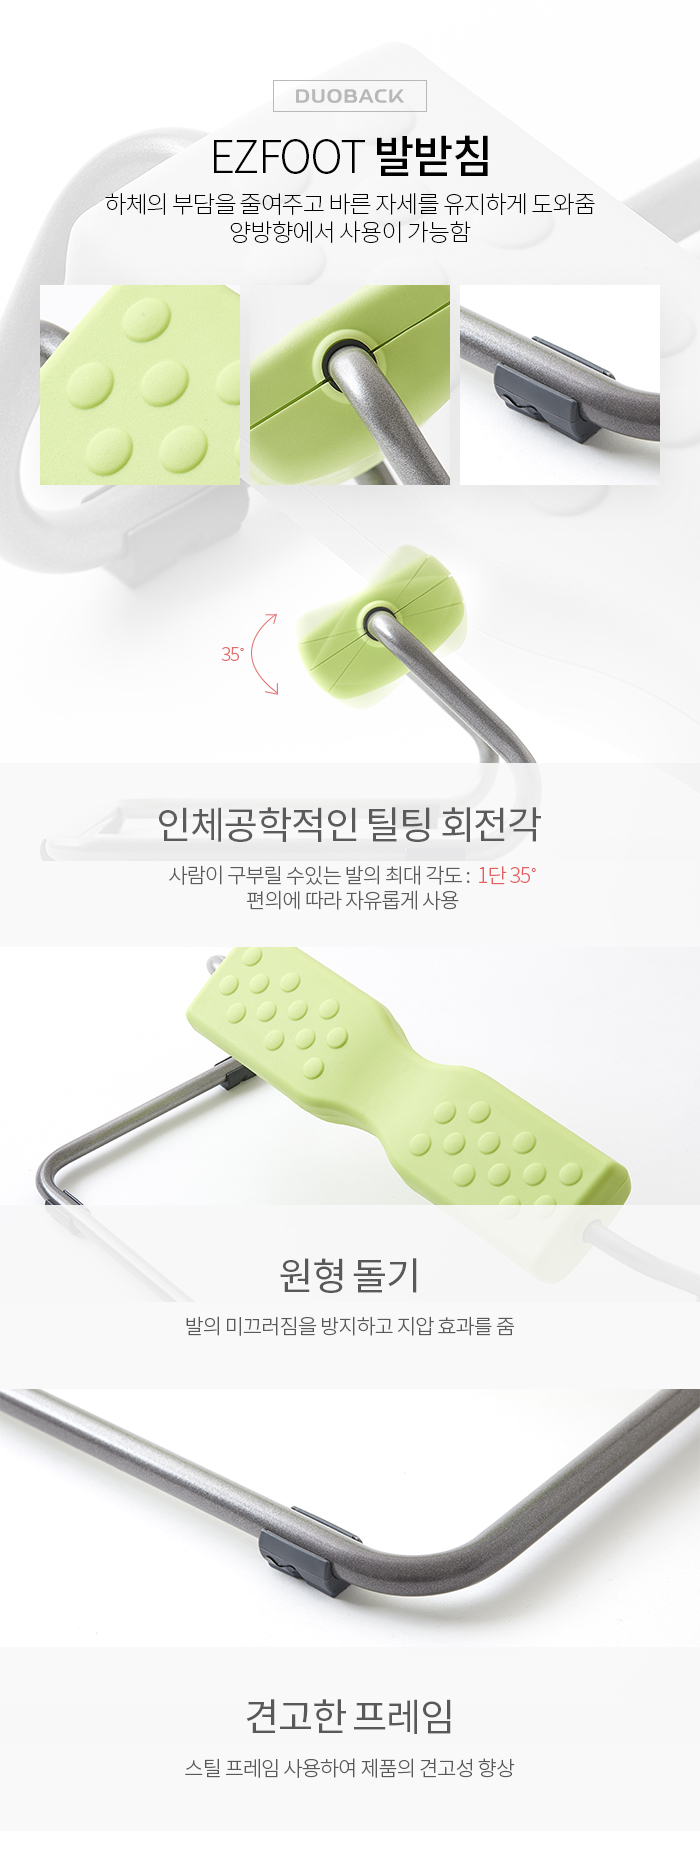 DUOBACK
EZFOOT 발받침
하체의 부담을 줄여주고 바른 자세를 유지하게 도와줌
양방향에서 사용이 가능함
35°
인체공학적인 틸팅 회전각
사람이 구부릴 수있는 발의 최대 각도 : 1단 35°
편의에 따라 자유롭게 사용
원형 돌기
발의 미끄러짐을 방지하고 지압 효과를 줌
견고한 프레임
스틸 프레임 사용하여 제품의 견고성 향상